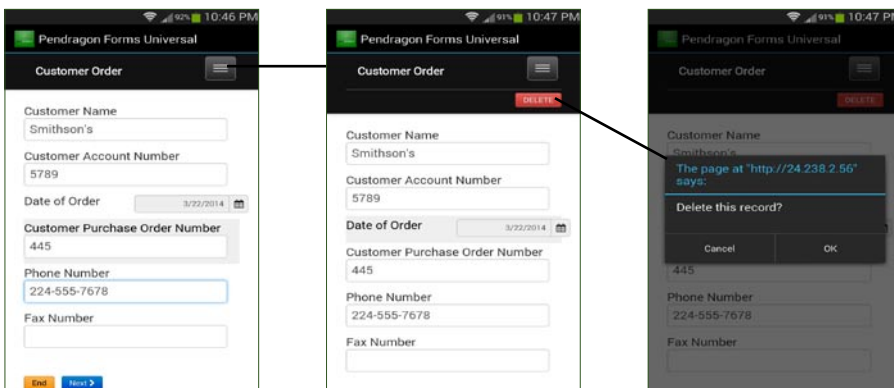 92% 10:46 PM
Pendragon Forms Universal
Customer Order
Customer Name
Smithson's
Customer Account Number
5789
Date of Order 3/22/2014
Customer Purchase Order Number
445
Phone Number
224-555-7678
Fax Number
End Next
91% 10:47 PM
Pendragon Forms Universal
Customer Order
DELETE
Customer Name
Smithson's
Customer Account Number
5789
Date of Order 3/22/2014
Customer Purchase Order Number
445
Phone Number
224-555-7678
Fax Number
91% 10:47 PM
Pendragon Forms Universal
Customer Order
DELETE
Customer Name
Smithson's
The page at "http://24.238.2.56"
says:
Delete this record?
Cancel OK
445
Phone Number
224-555-7678
Fax Number